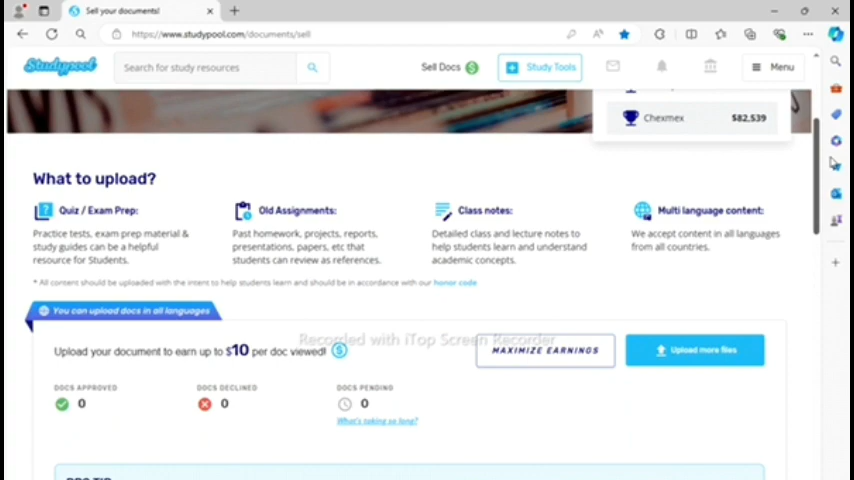 Sell your documents!
https://www.studypool.com/documents/sell
Studypool
Search for study resources
Sell Docs
Study Tools
Menu
Chexmex $82,539
What to upload?
Quiz / Exam Prep:
Practice tests, exam prep material &
study guides can be a helpful
resource for Students.
Old Assignments:
Past homework, projects, reports,
presentations, papers, etc that
students can review as references.
Class notes:
Detailed class and lecture notes to
help students learn and understand
academic concepts.
Multi language content:
We accept content in all languages
from all countries.
* All content should be uploaded with the intent to help students learn and should be in accordance with our honor code
You can upload docs in all languages
Recorded with iTop Screen Recorder
Upload your document to earn up to $10 per doc viewed!
MAXIMIZE EARNINGS
Upload more files
DOCS APPROVED
0
DOCS DECLINED
0
DOCS PENDING
0
What's taking so long?